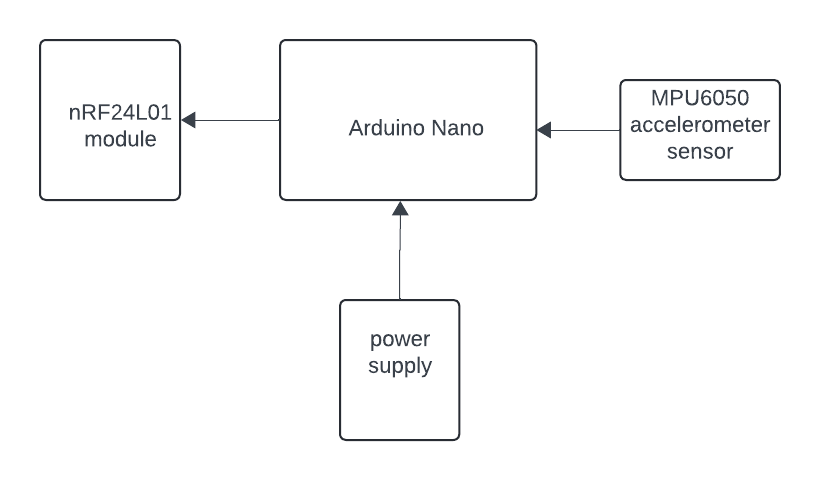 nRF24L01
module
Arduino Nano
MPU6050
accelerometer
sensor
power
supply